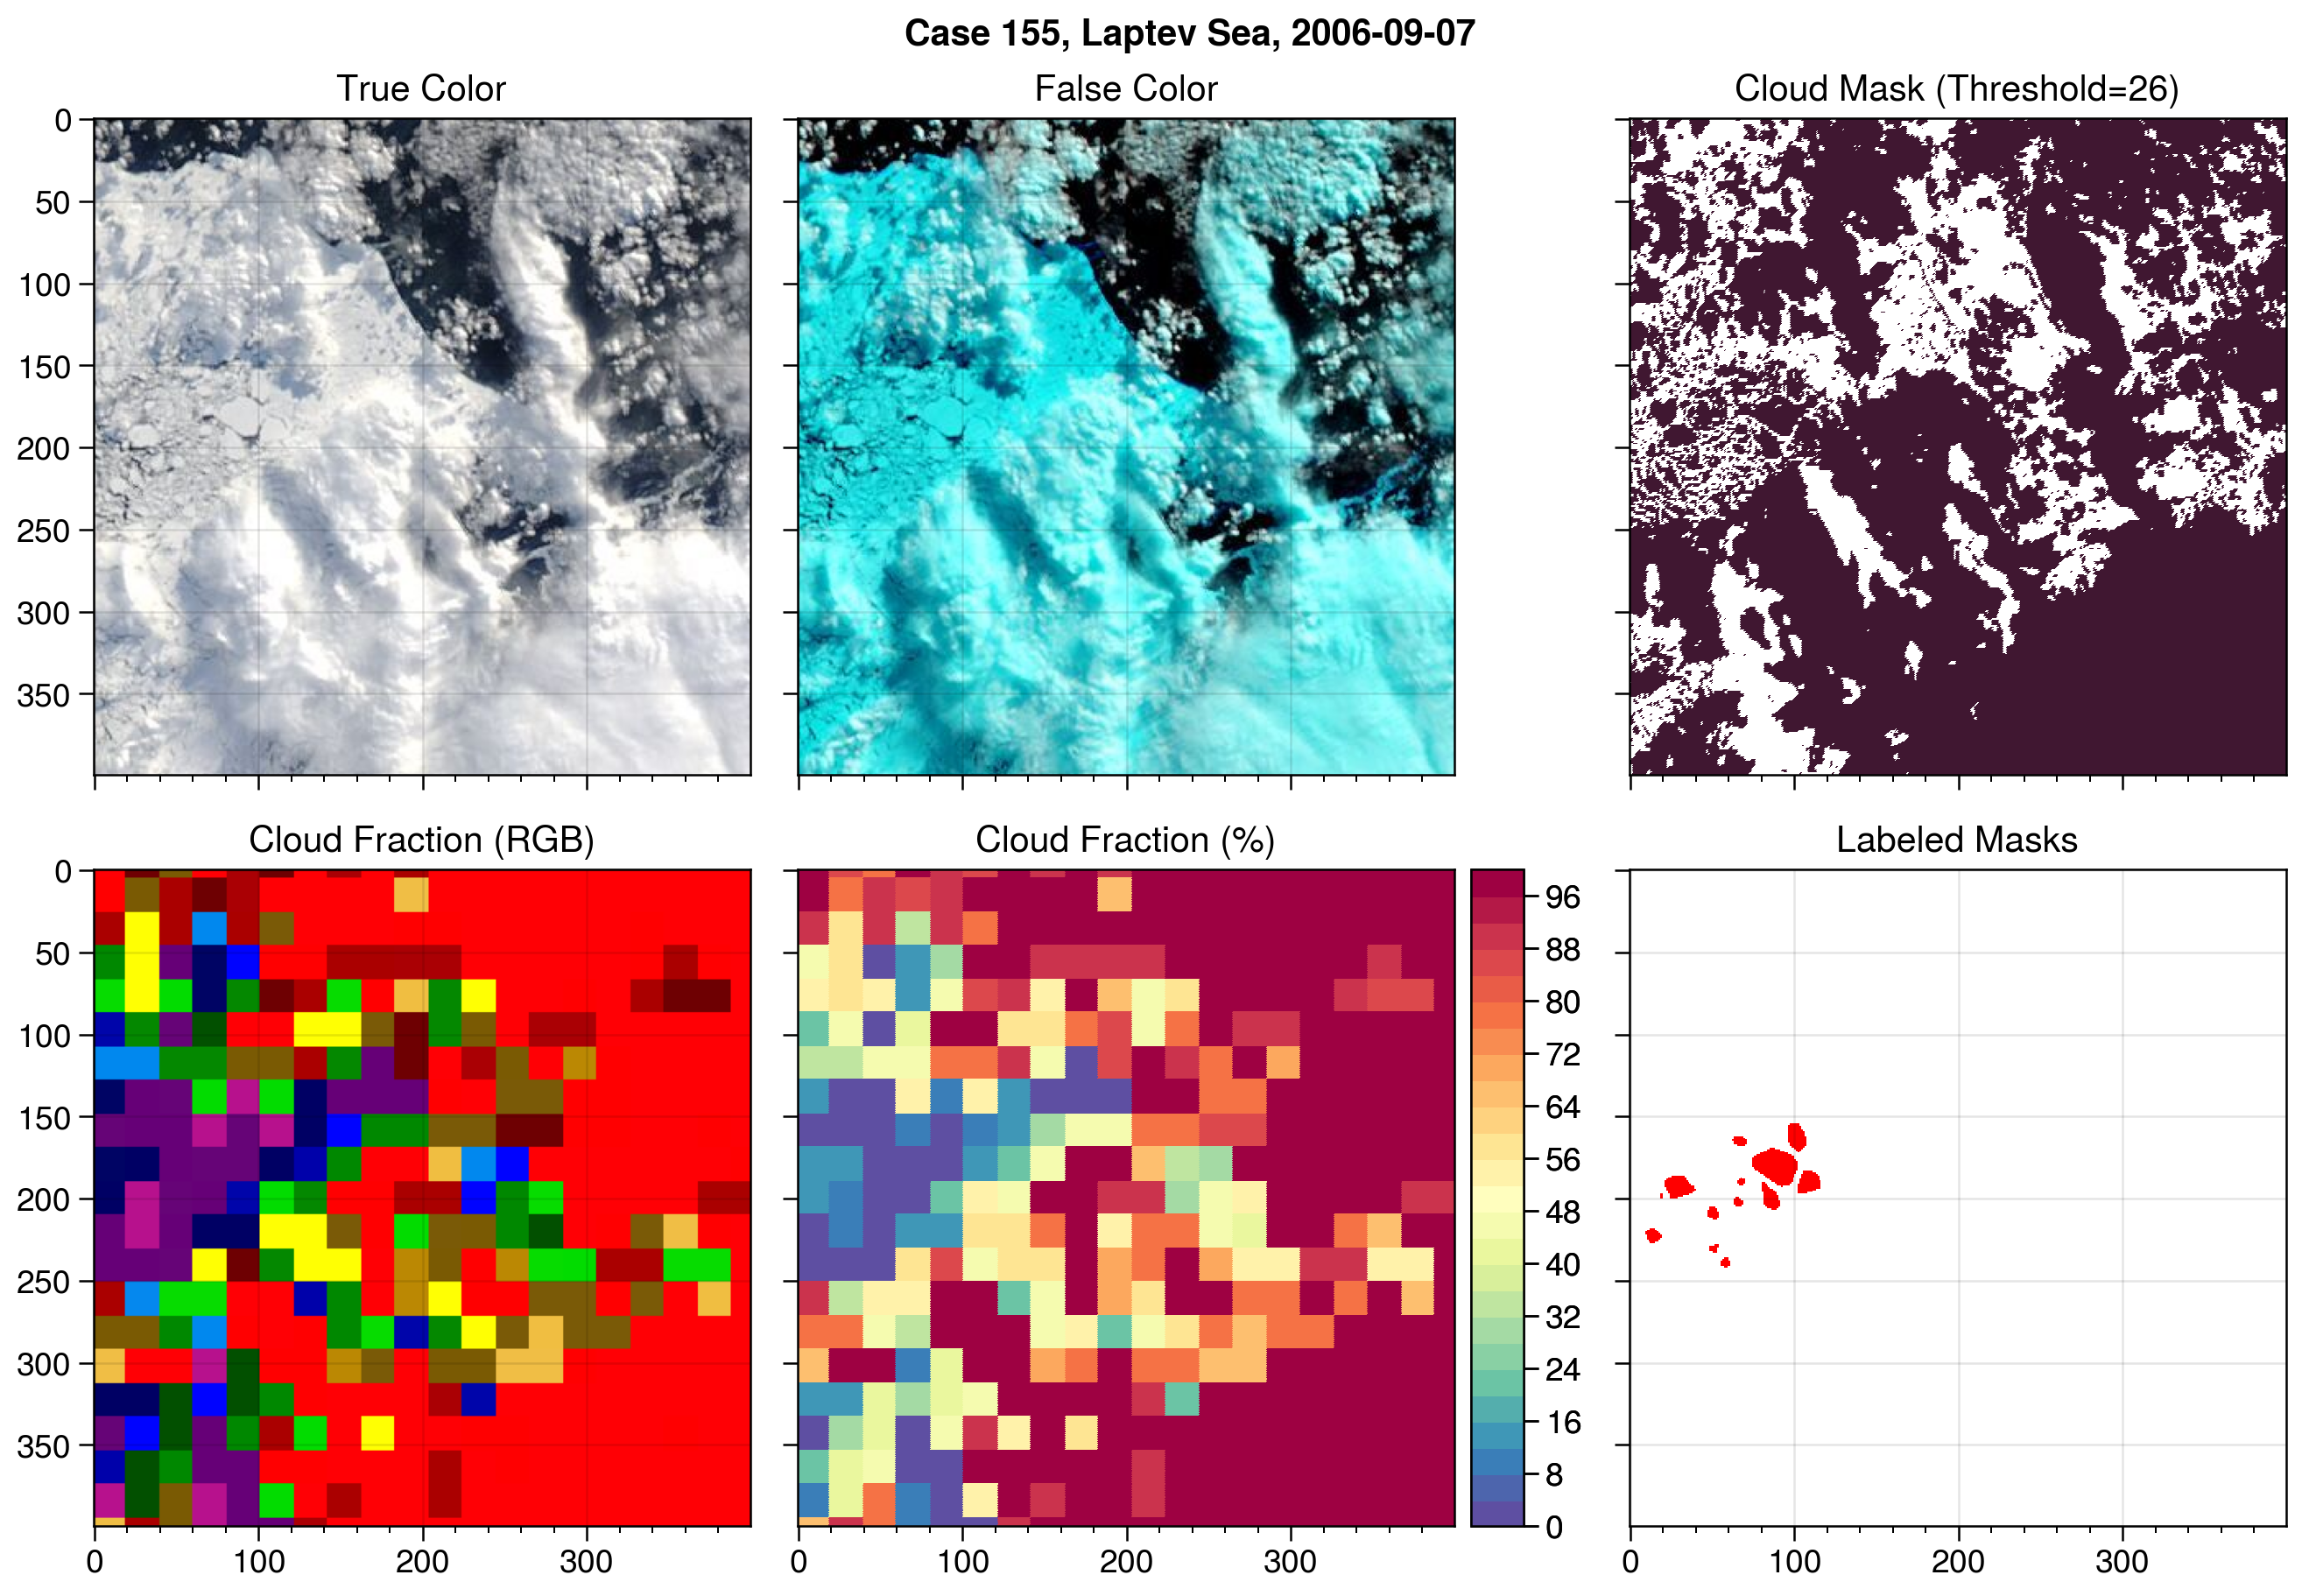 Case 155, Laptev Sea, 2006-09-07
True Color
False Color
Cloud Mask (Threshold=26)
0
50
100
150
200
250
300
350
Cloud Fraction (RGB)
Cloud Fraction (%)
Labeled Masks
0
50
100
150
200
250
300
350
96
88
80
72
64
56
48
40
32
24
16
8
0
0 100 200 300
0 100 200 300
0 100 200 300